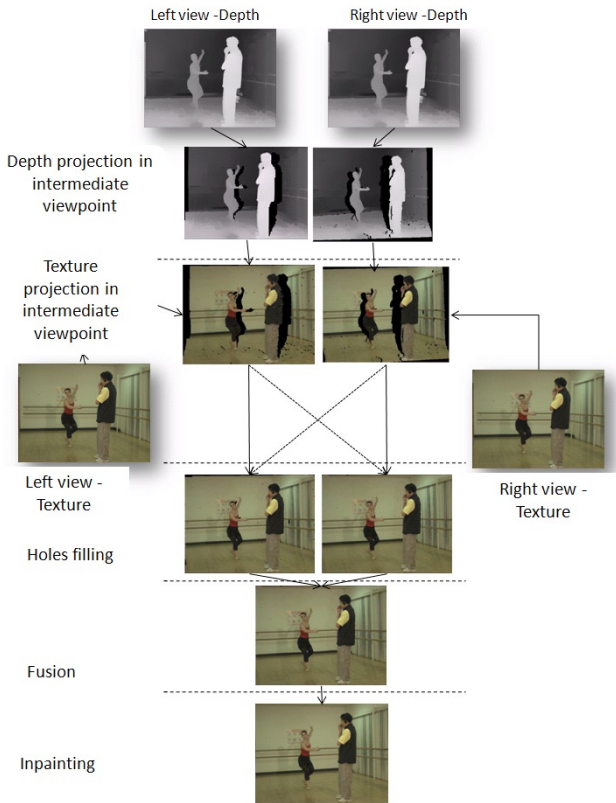 Left view -Depth
Right view -Depth
Depth projection in
intermediate
viewpoint
Texture
projection in
intermediate
viewpoint
Left view -
Texture
Right view -
Texture
Holes filling
Fusion
Inpainting